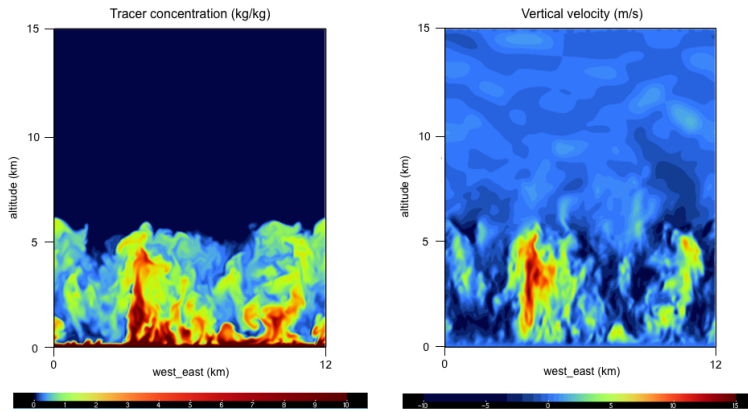 Tracer concentration (kg/kg)
15
10
5
0
altitude (km)
0
west_east (km)
12
0 1 2 3 4 5 6 7 8 9 10
Vertical velocity (m/s)
15
10
5
0
altitude (km)
0
west_east (km)
12
-10 -5 0 5 10 15